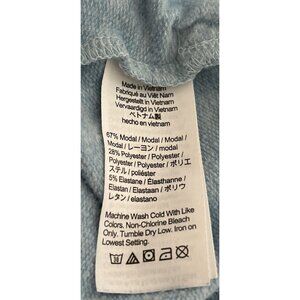 Made in Vietnam
Fabriqué au Viêt Nam
Hergestellt in Vietnam
Vervaardigd in Vietnam
ベトナム製
hecho en vietnam
67% Modal / Modal / Modal /
Modal / レーヨン / modal
28% Polyester / Polyester /
Polyester / Polyester / ポリエ
ステル / poliéster
5% Elastane / Élasthanne /
Elastan / Elastaan / ポリウ
レタン / elastano
Machine Wash Cold With Like
Colors. Non-Chlorine Bleach
Only. Tumble Dry Low. Iron on
Lowest Setting.